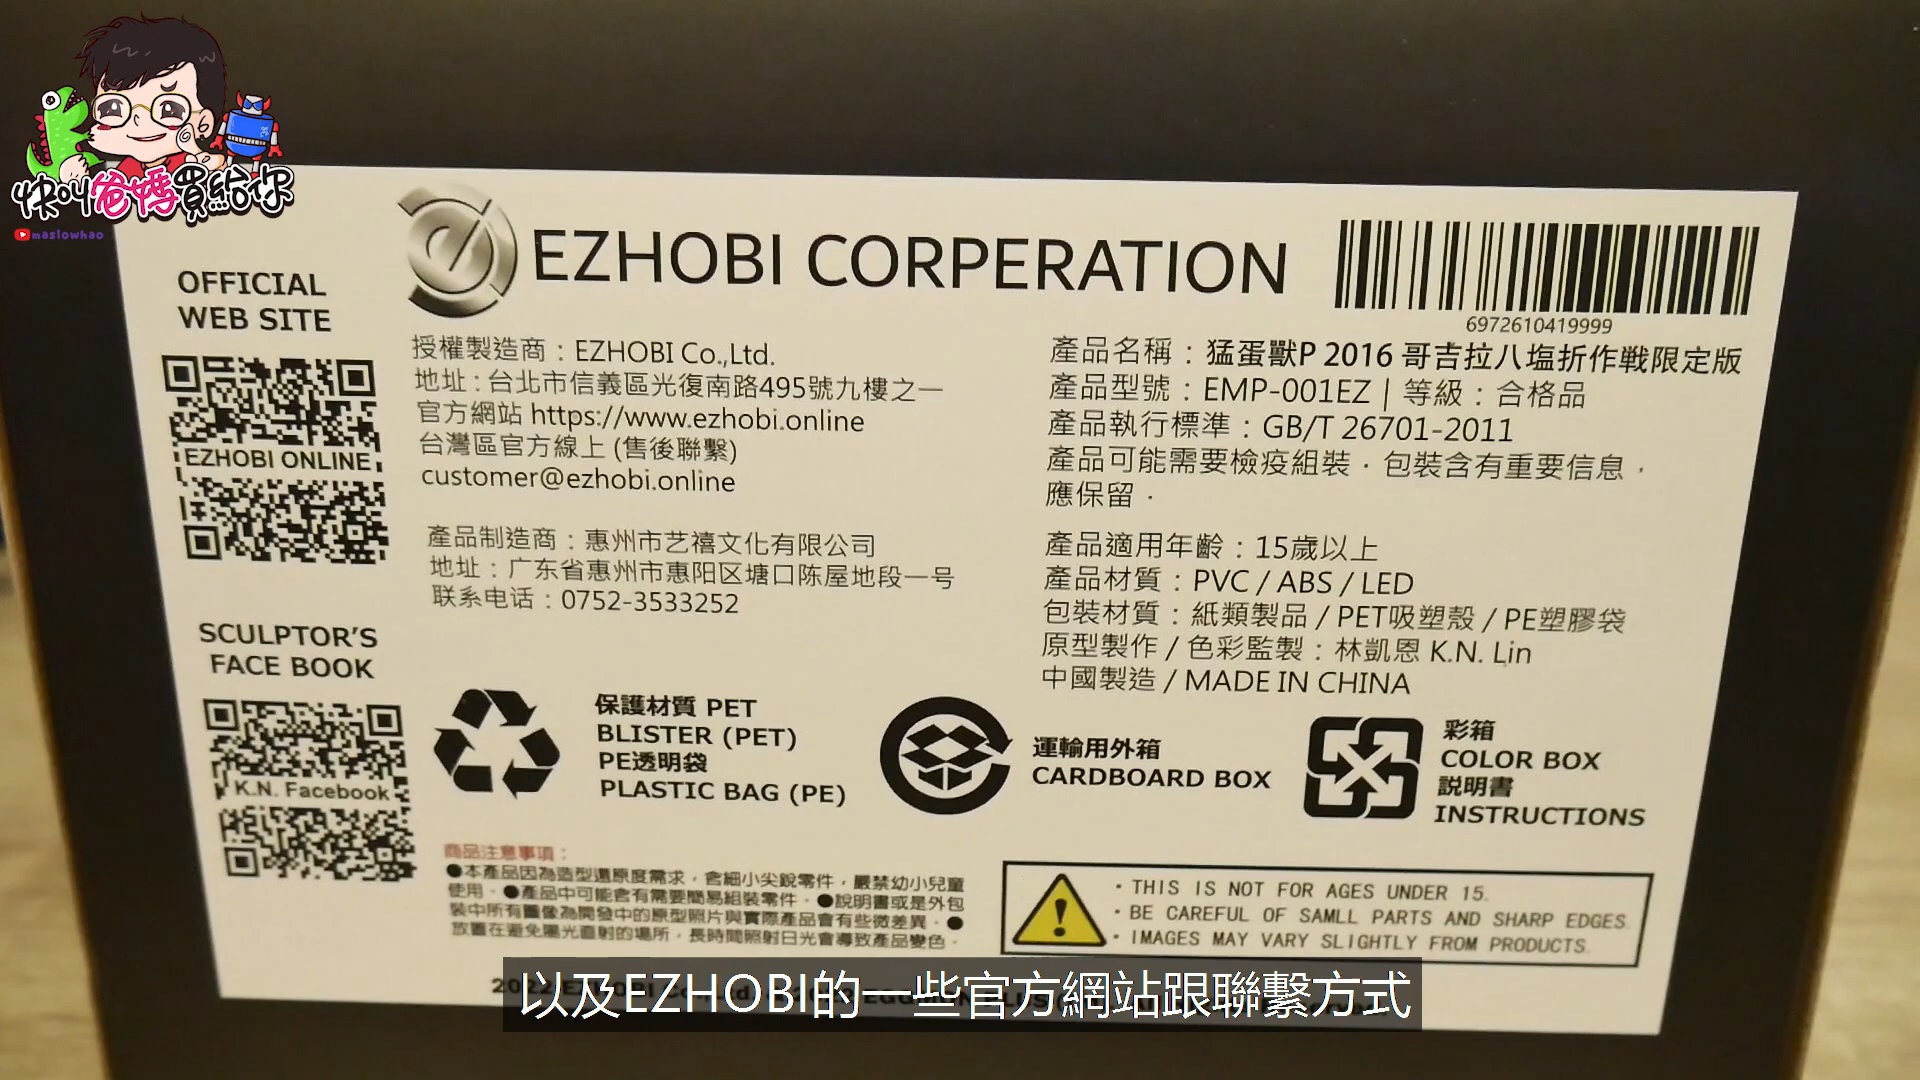 快叫爸媽買給你
maslowhao
OFFICIAL
WEB SITE
EZHOBI ONLINE
SCULPTOR'S
FACE BOOK
K.N. Facebook
EZHOBI CORPERATION
6972610419999
授權製造商：EZHOBI Co.,Ltd.
地址：台北市信義區光復南路495號九樓之一
官方網站 https://www.ezhobi.online
台灣區官方線上 (售後聯繫)
customer@ezhobi.online
产品制造商：惠州市艺禧文化有限公司
地址：广东省惠州市惠阳区塘口陈屋地段一号
联系电话：0752-3533252
產品名稱：猛蛋獸P 2016 哥吉拉八塩折作戦限定版
產品型號：EMP-001EZ | 等級：合格品
產品執行標準：GB/T 26701-2011
產品可能需要檢疫組裝．包裝含有重要信息．
應保留．
產品適用年齡：15歲以上
產品材質：PVC / ABS / LED
包裝材質：紙類製品 / PET吸塑殼 / PE塑膠袋
原型製作 / 色彩監製：林凱恩 K.N. Lin
中國製造 / MADE IN CHINA
保護材質 PET
BLISTER (PET)
PE透明袋
PLASTIC BAG (PE)
運輸用外箱
CARDBOARD BOX
彩箱
COLOR BOX
說明書
INSTRUCTIONS
商品注意事項：
●本產品因為造型還原度需求，含細小尖銳零件，嚴禁幼小兒童
使用．●產品中可能含有需要簡易組裝零件．●說明書或是外包
裝中所有圖像為開發中的原型照片與實際產品會有些微差異．●
放置在避免陽光直射的場所，長時間照射日光會導致產品變色．
・THIS IS NOT FOR AGES UNDER 15.
・BE CAREFUL OF SAMLL PARTS AND SHARP EDGES.
・IMAGES MAY VARY SLIGHTLY FROM PRODUCTS.
以及EZHOBI的一些官方網站跟聯繫方式